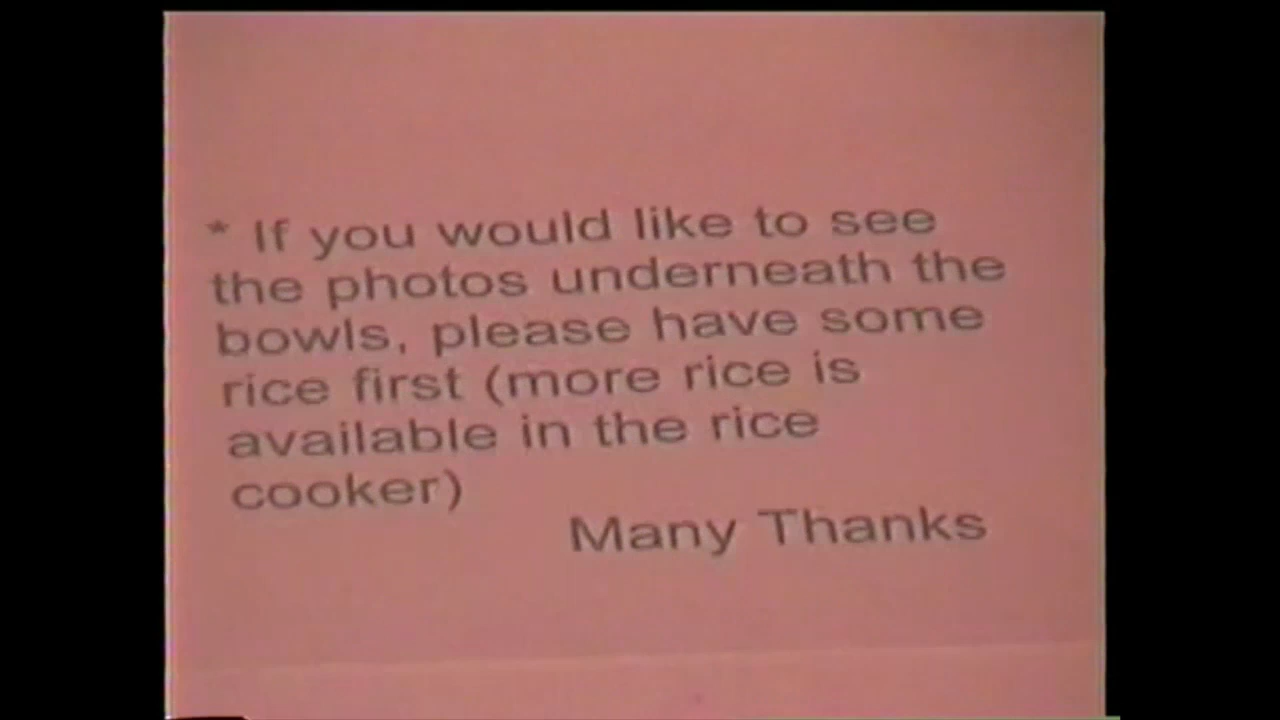 * If you would like to see
the photos underneath the
bowls, please have some
rice first (more rice is
available in the rice
cooker)
Many Thanks